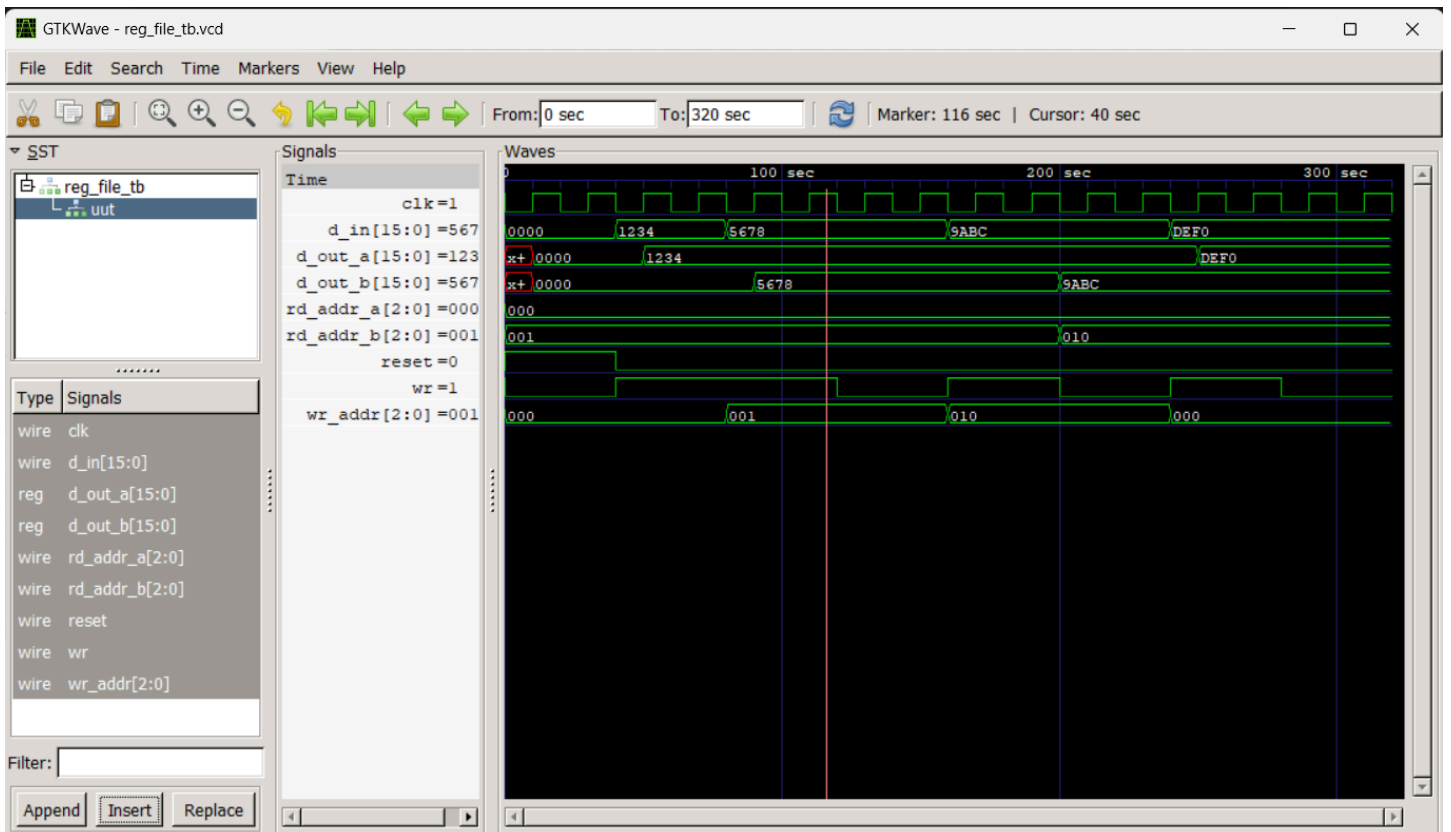 GTKWave - reg_file_tb.vcd
File Edit Search Time Markers View Help
From: 0 sec To: 320 sec Marker: 116 sec | Cursor: 40 sec
SST
reg_file_tb
uut
Type Signals
wire clk
wire d_in[15:0]
reg d_out_a[15:0]
reg d_out_b[15:0]
wire rd_addr_a[2:0]
wire rd_addr_b[2:0]
wire reset
wire wr
wire wr_addr[2:0]
Filter:
Append Insert Replace
Signals
Time
clk=1
d_in[15:0]=567
d_out_a[15:0]=123
d_out_b[15:0]=567
rd_addr_a[2:0]=000
rd_addr_b[2:0]=001
reset=0
wr=1
wr_addr[2:0]=001
Waves
0 100 sec 200 sec 300 sec
0000 1234 5678 9ABC DEF0
x+ 0000 1234 DEF0
x+ 0000 5678 9ABC
000
001 010
000 001 010 000